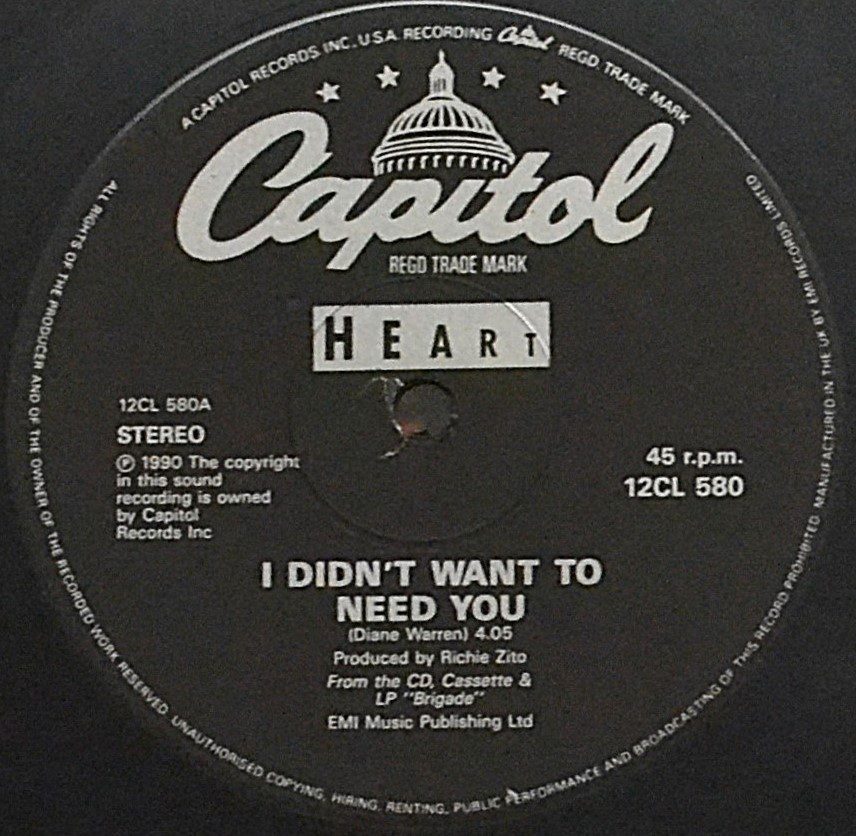 A CAPITOL RECORDS INC. U.S.A. RECORDING Capitol REGD. TRADE MARK
Capitol
REGD TRADE MARK
HEART
12CL 580A
STEREO
℗ 1990 The copyright
in this sound
recording is owned
by Capitol
Records Inc
45 r.p.m.
12CL 580
I DIDN'T WANT TO
NEED YOU
(Diane Warren) 4.05
Produced by Richie Zito
From the CD, Cassette &
LP "Brigade"
EMI Music Publishing Ltd
ALL RIGHTS OF THE PRODUCER AND OF THE OWNER OF THE RECORDED WORK RESERVED. UNAUTHORISED COPYING, HIRING, RENTING, PUBLIC PERFORMANCE AND BROADCASTING OF THIS RECORD PROHIBITED. MANUFACTURED IN THE UK BY EMI RECORDS LIMITED